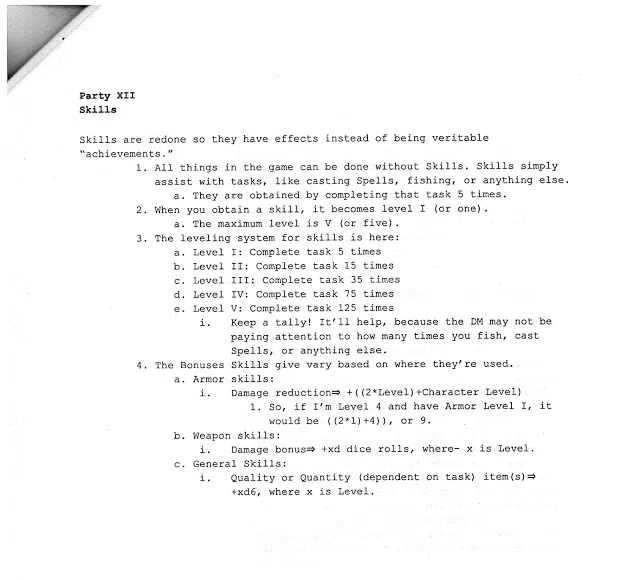 Party XII
Skills
Skills are redone so they have effects instead of being veritable
"achievements."
1. All things in the game can be done without Skills. Skills simply
assist with tasks, like casting Spells, fishing, or anything else.
a. They are obtained by completing that task 5 times.
2. When you obtain a skill, it becomes level I (or one).
a. The maximum level is V (or five).
3. The leveling system for skills is here:
a. Level I: Complete task 5 times
b. Level II: Complete task 15 times
c. Level III: Complete task 35 times
d. Level IV: Complete task 75 times
e. Level V: Complete task 125 times
i. Keep a tally! It'll help, because the DM may not be
paying attention to how many times you fish, cast
Spells, or anything else.
4. The Bonuses Skills give vary based on where they're used.
a. Armor skills:
i. Damage reduction⇒ +((2*Level)+Character Level)
1. So, if I'm Level 4 and have Armor Level I, it
would be ((2*1)+4)), or 9.
b. Weapon skills:
i. Damage bonus⇒ +xd dice rolls, where- x is Level.
c. General Skills:
i. Quality or Quantity (dependent on task) item(s)⇒
+xd6, where x is Level.